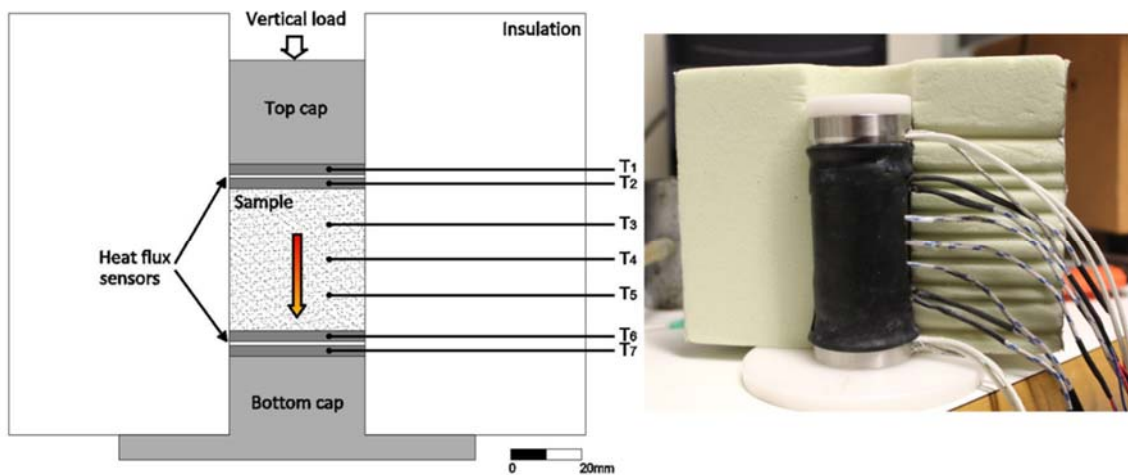 Vertical load
Insulation
Top cap
T1
T2
Sample
T3
Heat flux
sensors
T4
T5
T6
T7
Bottom cap
0 20mm